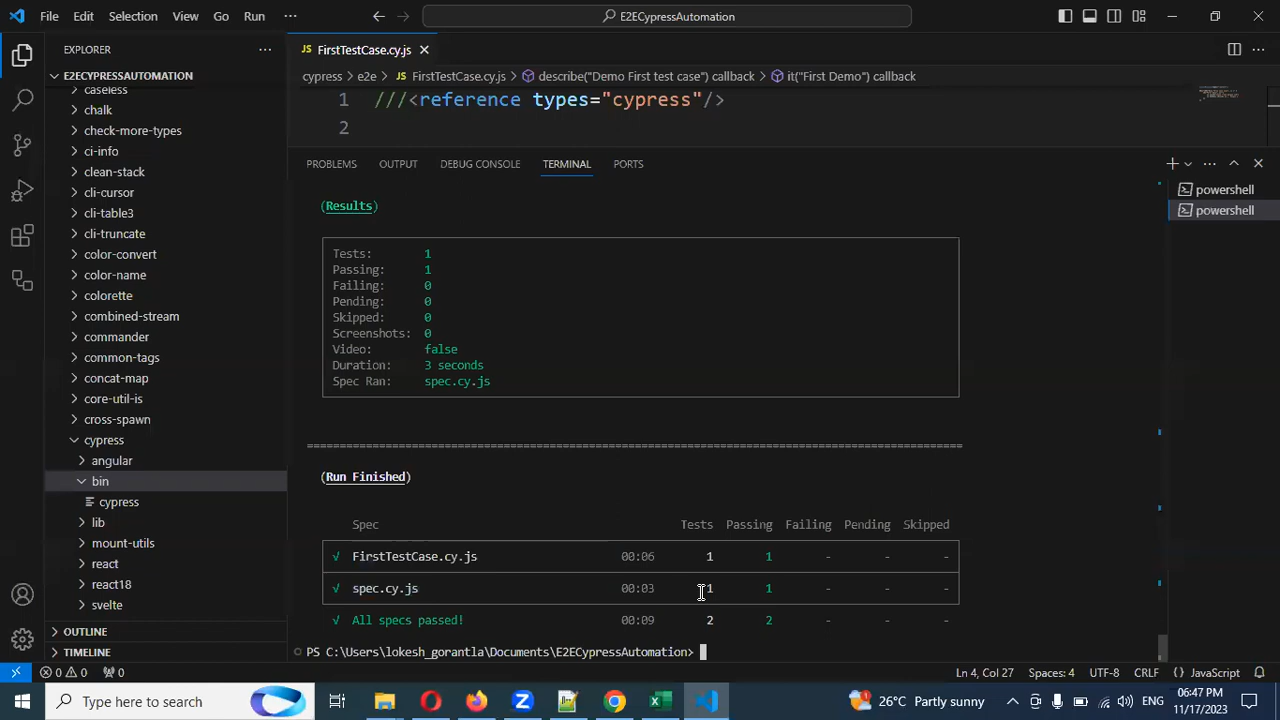 File Edit Selection View Go Run ··· E2ECypressAutomation
EXPLORER ···
E2ECYPRESSAUTOMATION
caseless
chalk
check-more-types
ci-info
clean-stack
cli-cursor
cli-table3
cli-truncate
color-convert
color-name
colorette
combined-stream
commander
common-tags
concat-map
core-util-is
cross-spawn
cypress
angular
bin
cypress
lib
mount-utils
react
react18
svelte
OUTLINE
TIMELINE
JS FirstTestCase.cy.js
cypress > e2e > JS FirstTestCase.cy.js > describe("Demo First test case") callback > it("First Demo") callback
1 ///<reference types="cypress"/>
2
PROBLEMS OUTPUT DEBUG CONSOLE TERMINAL PORTS
powershell
powershell
(Results)
Tests: 1
Passing: 1
Failing: 0
Pending: 0
Skipped: 0
Screenshots: 0
Video: false
Duration: 3 seconds
Spec Ran: spec.cy.js
(Run Finished)
Spec Tests Passing Failing Pending Skipped
√ FirstTestCase.cy.js 00:06 1 1 - - -
√ spec.cy.js 00:03 1 1 - - -
√ All specs passed! 00:09 2 2 - - -
PS C:\Users\lokesh_gorantla\Documents\E2ECypressAutomation>
0 0 0 Ln 4, Col 27 Spaces: 4 UTF-8 CRLF JavaScript
Type here to search 26°C Partly sunny ENG 06:47 PM 11/17/2023